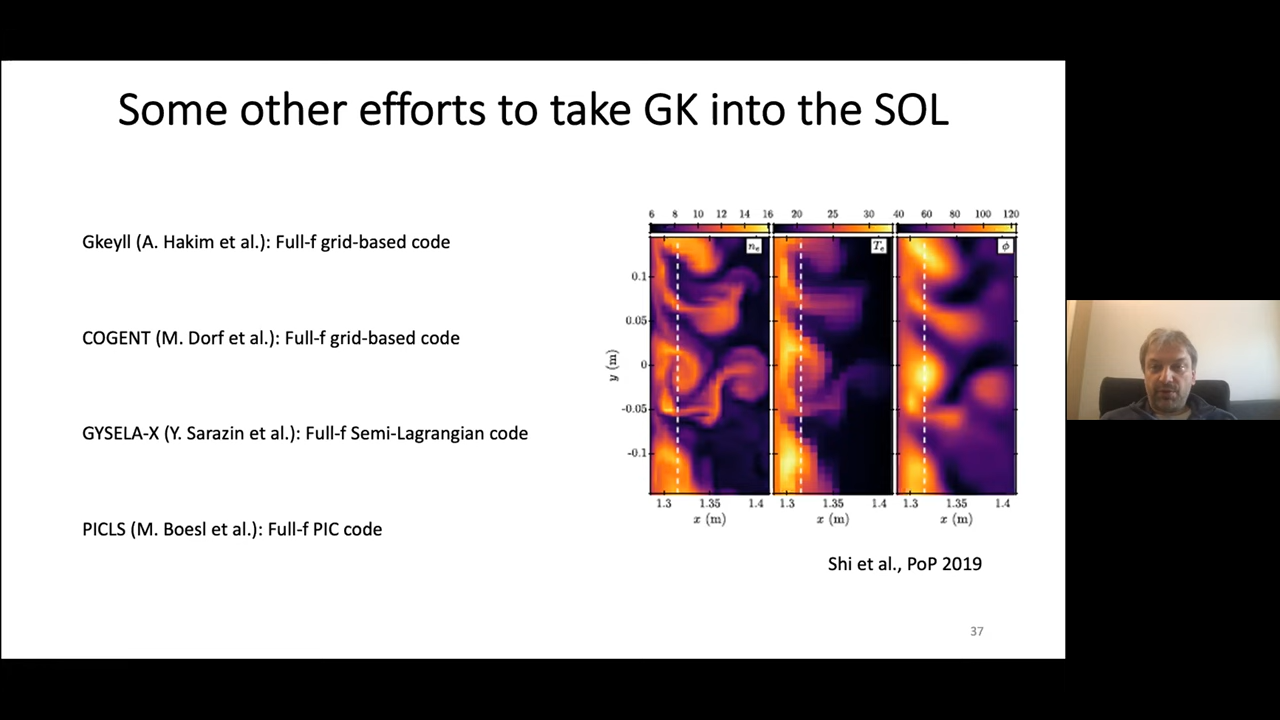 Some other efforts to take GK into the SOL
Gkeyll (A. Hakim et al.): Full-f grid-based code
COGENT (M. Dorf et al.): Full-f grid-based code
GYSELA-X (Y. Sarazin et al.): Full-f Semi-Lagrangian code
PICLS (M. Boesl et al.): Full-f PIC code
6 8 10 12 14 16 20 25 30 40 60 80 100 120
nₑ Tₑ ϕ
0.1
0.05
0
-0.05
-0.1
y (m)
1.3 1.35 1.4 1.3 1.35 1.4 1.3 1.35 1.4
x (m) x (m) x (m)
Shi et al., PoP 2019
37